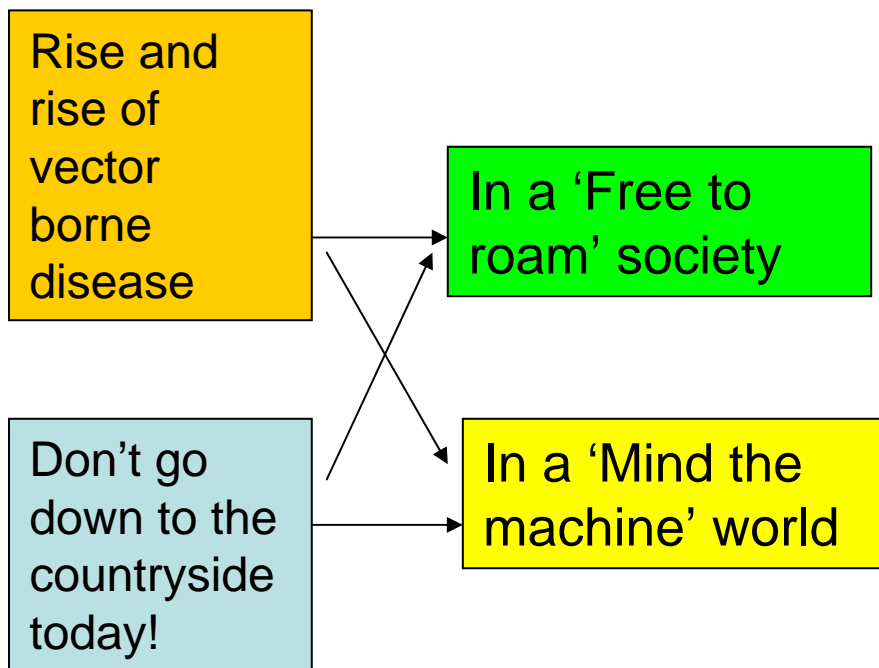 Rise and
rise of
vector
borne
disease
In a ‘Free to
roam’ society
Don’t go
down to the
countryside
today!
In a ‘Mind the
machine’ world